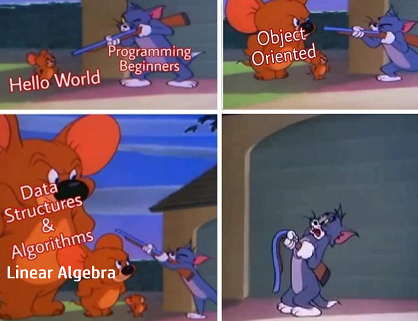 Hello World
Programming
Beginners
Object
Oriented
Data
Structures
&
Algorithms
Linear Algebra